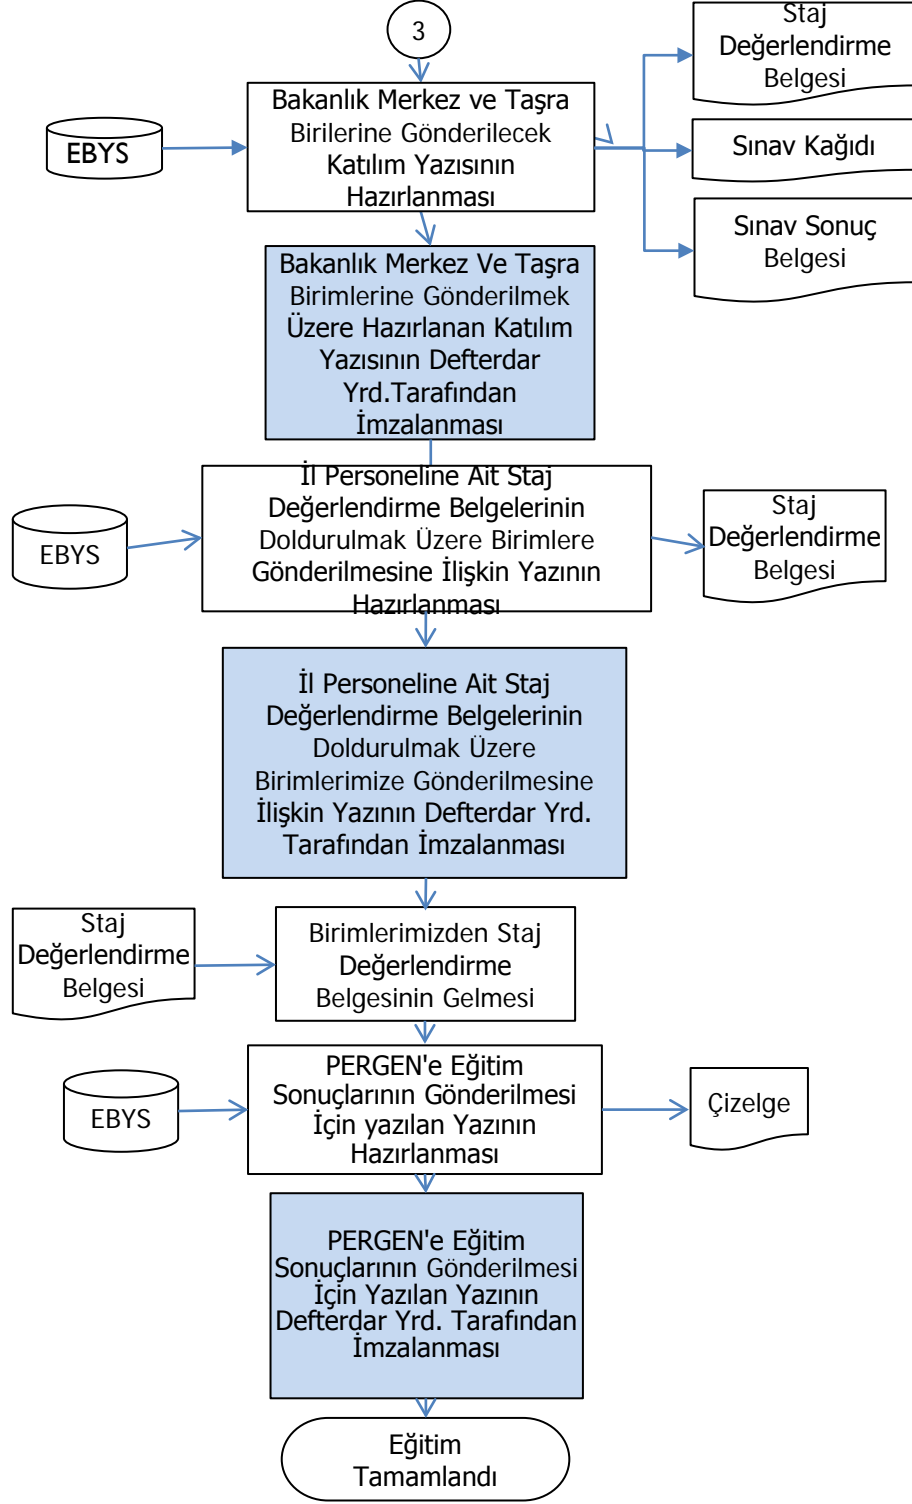 3
Bakanlık Merkez ve Taşra
Birilerine Gönderilecek
Katılım Yazısının
Hazırlanması
EBYS
Staj
Değerlendirme
Belgesi
Sınav Kağıdı
Sınav Sonuç
Belgesi
Bakanlık Merkez Ve Taşra
Birimlerine Gönderilmek
Üzere Hazırlanan Katılım
Yazısının Defterdar
Yrd.Tarafından
İmzalanması
EBYS
İl Personeline Ait Staj
Değerlendirme Belgelerinin
Doldurulmak Üzere Birimlere
Gönderilmesine İlişkin Yazının
Hazırlanması
Staj
Değerlendirme
Belgesi
İl Personeline Ait Staj
Değerlendirme Belgelerinin
Doldurulmak Üzere
Birimlerimize Gönderilmesine
İlişkin Yazının Defterdar Yrd.
Tarafından İmzalanması
Staj
Değerlendirme
Belgesi
Birimlerimizden Staj
Değerlendirme
Belgesinin Gelmesi
EBYS
PERGEN'e Eğitim
Sonuçlarının Gönderilmesi
İçin yazılan Yazının
Hazırlanması
Çizelge
PERGEN'e Eğitim
Sonuçlarının Gönderilmesi
İçin Yazılan Yazının
Defterdar Yrd. Tarafından
İmzalanması
Eğitim
Tamamlandı